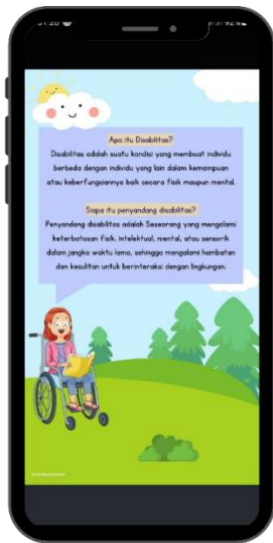 Apa itu Disabilitas?
Disabilitas adalah suatu kondisi yang membuat individu
berbeda dengan individu yang lain dalam kemampuan
atau keberfungsiannya baik secara fisik maupun mental.
Siapa itu penyandang disabilitas?
Penyandang disabilitas adalah Seseorang yang mengalami
keterbatasan fisik, intelektual, mental, atau sensorik
dalam jangka waktu lama, sehingga mengalami hambatan
dan kesulitan untuk berinteraksi dengan lingkungan.